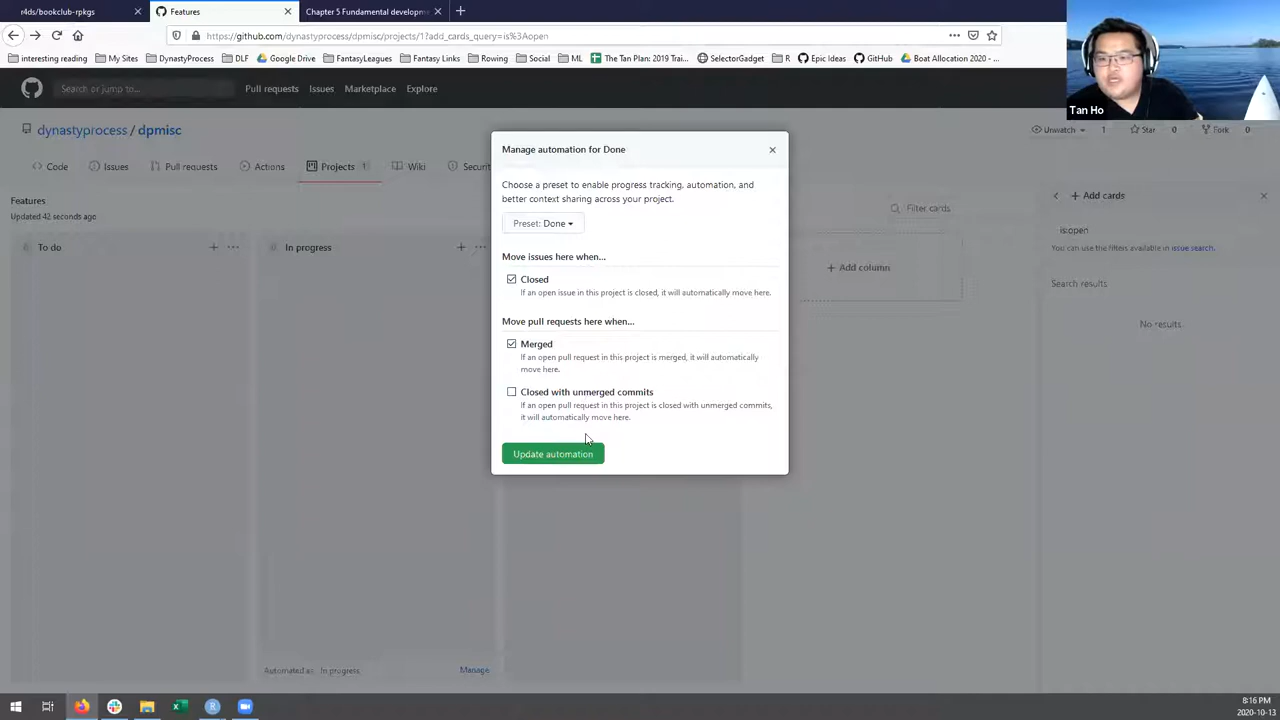 r4ds/bookclub-rpkgs
Features
Chapter 5 Fundamental developm
https://github.com/dynastyprocess/dpmisc/projects/1?add_cards_query=is%3Aopen
interesting reading
My Sites
DynastyProcess
DLF
Google Drive
FantasyLeagues
Fantasy Links
Rowing
Social
ML
The Tan Plan: 2019 Trai...
SelectorGadget
R
Epic Ideas
GitHub
Boat Allocation 2020 - ...
Tan Ho
Search or jump to...
Pull requests
Issues
Marketplace
Explore
dynastyprocess / dpmisc
Unwatch
1
Star
0
Fork
0
Code
Issues
Pull requests
Actions
Projects 1
Wiki
Securit
Features
Updated 42 seconds ago
Filter cards
To do
In progress
Add column
Manage automation for Done
Choose a preset to enable progress tracking, automation, and
better context sharing across your project.
Preset: Done
Move issues here when...
Closed
If an open issue in this project is closed, it will automatically move here.
Move pull requests here when...
Merged
If an open pull request in this project is merged, it will automatically
move here.
Closed with unmerged commits
If an open pull request in this project is closed with unmerged commits,
it will automatically move here.
Update automation
Add cards
is:open
You can use the filters available in issue search.
Search results
No results
Automated as In progress
Manage
8:16 PM
2020-10-13